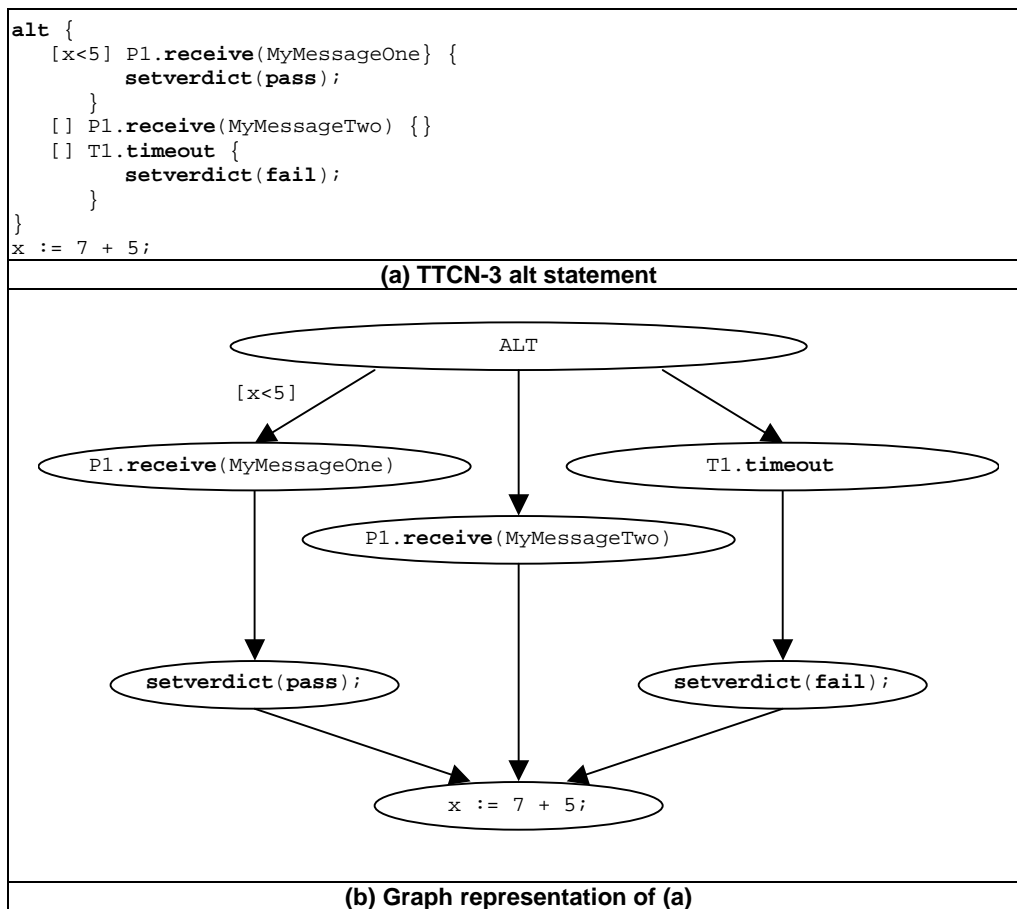 alt {
[x<5] P1.receive(MyMessageOne} {
setverdict(pass);
}
[] P1.receive(MyMessageTwo) {}
[] T1.timeout {
setverdict(fail);
}
}
x := 7 + 5;
(a) TTCN-3 alt statement
ALT
[x<5]
P1.receive(MyMessageOne)
T1.timeout
P1.receive(MyMessageTwo)
setverdict(pass);
setverdict(fail);
x := 7 + 5;
(b) Graph representation of (a)